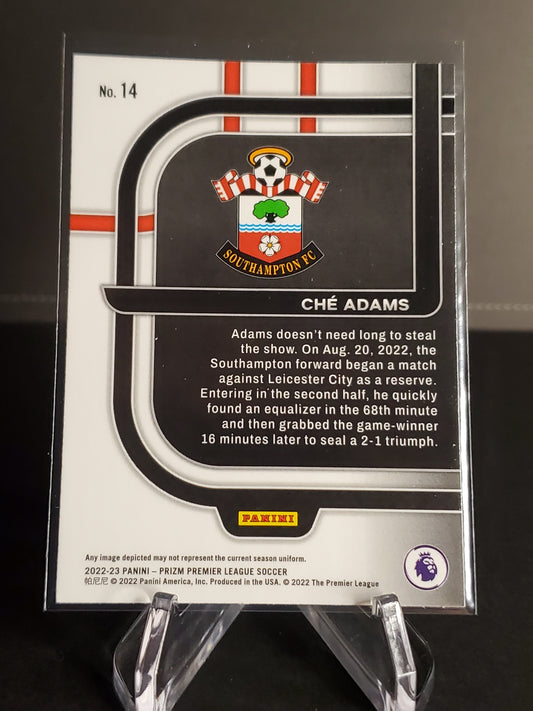 No. 14
SOUTHAMPTON FC
CHÉ ADAMS
Adams doesn't need long to steal
the show. On Aug. 20, 2022, the
Southampton forward began a match
against Leicester City as a reserve.
Entering in the second half, he quickly
found an equalizer in the 68th minute
and then grabbed the game-winner
16 minutes later to seal a 2-1 triumph.
PANINI
Any image depicted may not represent the current season uniform.
2022-23 PANINI – PRIZM PREMIER LEAGUE SOCCER
帕尼尼 © 2022 Panini America, Inc. Produced in the USA. © 2022 The Premier League